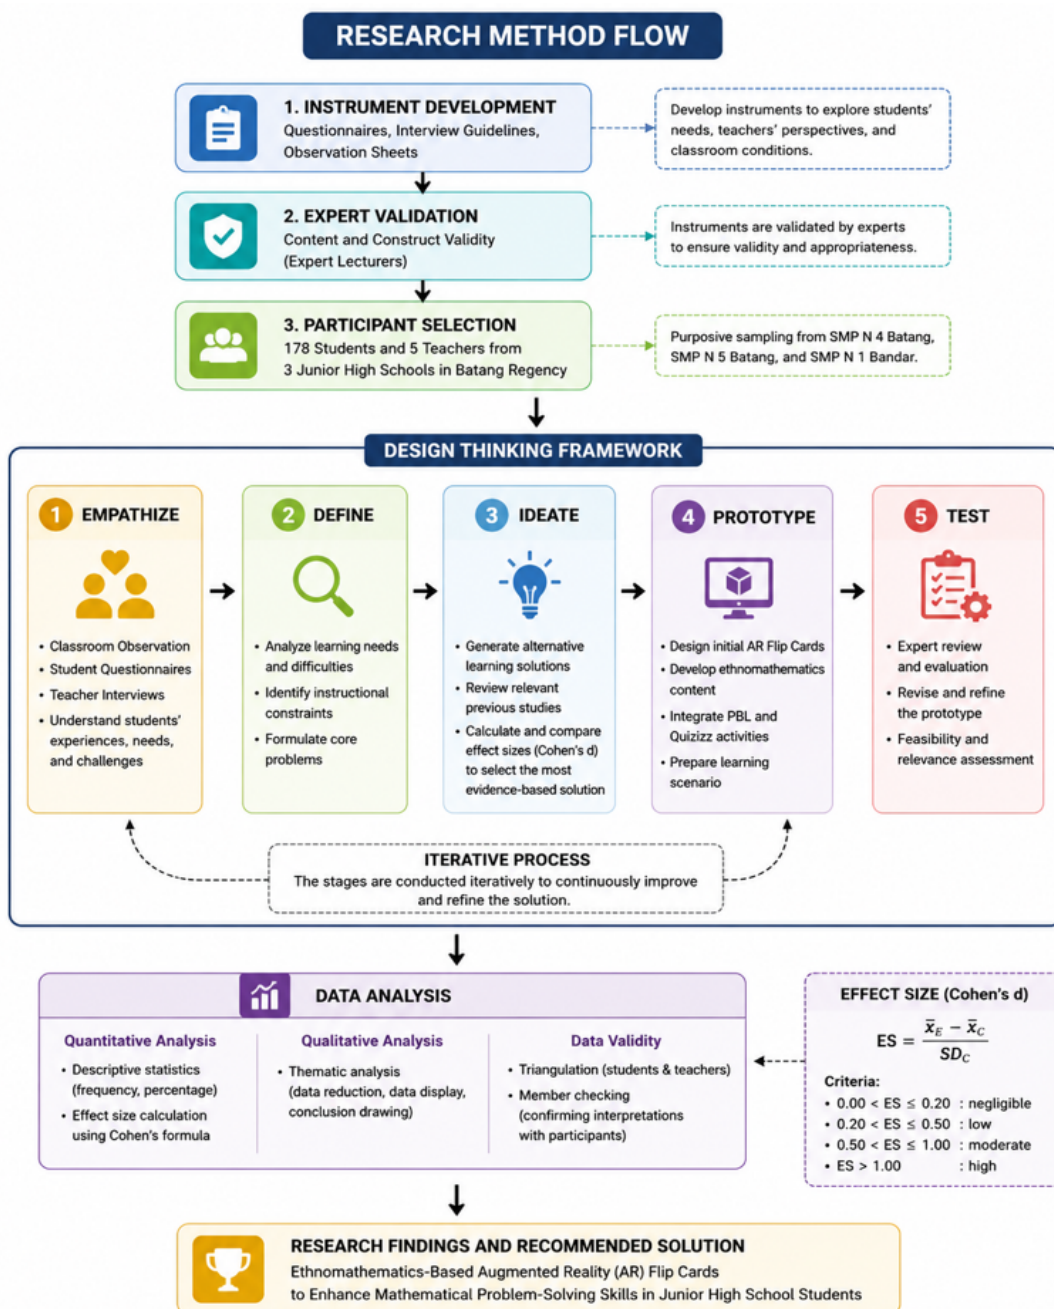 RESEARCH METHOD FLOW
1. INSTRUMENT DEVELOPMENT
Questionnaires, Interview Guidelines,
Observation Sheets
Develop instruments to explore students'
needs, teachers' perspectives, and
classroom conditions.
2. EXPERT VALIDATION
Content and Construct Validity
(Expert Lecturers)
Instruments are validated by experts
to ensure validity and appropriateness.
3. PARTICIPANT SELECTION
178 Students and 5 Teachers from
3 Junior High Schools in Batang Regency
Purposive sampling from SMP N 4 Batang,
SMP N 5 Batang, and SMP N 1 Bandar.
DESIGN THINKING FRAMEWORK
1 EMPATHIZE
• Classroom Observation
• Student Questionnaires
• Teacher Interviews
• Understand students'
experiences, needs,
and challenges
2 DEFINE
• Analyze learning needs
and difficulties
• Identify instructional
constraints
• Formulate core
problems
3 IDEATE
• Generate alternative
learning solutions
• Review relevant
previous studies
• Calculate and compare
effect sizes (Cohen's d)
to select the most
evidence-based solution
4 PROTOTYPE
• Design initial AR Flip Cards
• Develop ethnomathematics
content
• Integrate PBL and
Quizizz activities
• Prepare learning
scenario
5 TEST
• Expert review
and evaluation
• Revise and refine
the prototype
• Feasibility and
relevance assessment
ITERATIVE PROCESS
The stages are conducted iteratively to continuously improve
and refine the solution.
DATA ANALYSIS
Quantitative Analysis
• Descriptive statistics
(frequency, percentage)
• Effect size calculation
using Cohen's formula
Qualitative Analysis
• Thematic analysis
(data reduction, data display,
conclusion drawing)
Data Validity
• Triangulation (students & teachers)
• Member checking
(confirming interpretations
with participants)
EFFECT SIZE (Cohen's d)
ES = (x̄_E − x̄_C) / SD_C
Criteria:
• 0.00 < ES ≤ 0.20 : negligible
• 0.20 < ES ≤ 0.50 : low
• 0.50 < ES ≤ 1.00 : moderate
• ES > 1.00 : high
RESEARCH FINDINGS AND RECOMMENDED SOLUTION
Ethnomathematics-Based Augmented Reality (AR) Flip Cards
to Enhance Mathematical Problem-Solving Skills in Junior High School Students